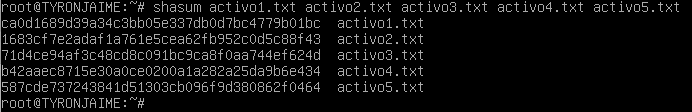 root@TYRONJAIME:~# shasum activo1.txt activo2.txt activo3.txt activo4.txt activo5.txt
ca0d1689d39a34c3bb05e337db0d7bc4779b01bc  activo1.txt
1683cf7e2adaf1a761e5cea62fb952c0d5c88f43  activo2.txt
71d4ce94af3c48cd8c091bc9ca8f0aa744ef624d  activo3.txt
b42aaec8715e30a0ce0200a1a282a25da9b6e434  activo4.txt
587cde737243841d51303cb096f9d380862f0464  activo5.txt
root@TYRONJAIME:~#